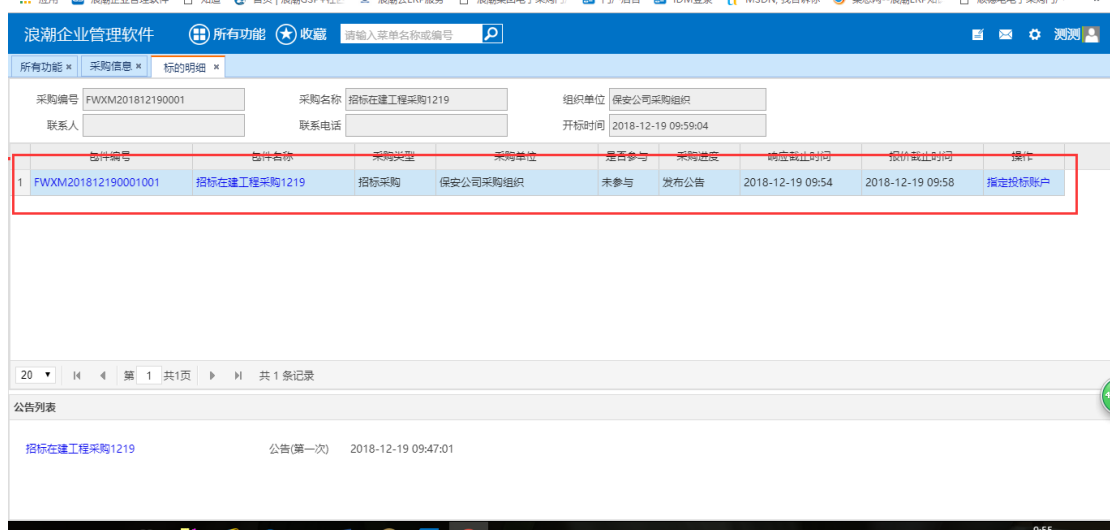 浪潮企业管理软件 所有功能 收藏 请输入菜单名称或编号 测测
所有功能 × 采购信息 × 标的明细 ×
采购编号 FWXM201812190001 采购名称 招标在建工程采购1219 组织单位 保安公司采购组织
联系人 联系电话 开标时间 2018-12-19 09:59:04
包件编号 包件名称 采购类型 采购单位 是否参与 采购进度 响应截止时间 报价截止时间 操作
1 FWXM201812190001001 招标在建工程采购1219 招标采购 保安公司采购组织 未参与 发布公告 2018-12-19 09:54 2018-12-19 09:58 指定投标账户
20 第 1 共1页 共 1 条记录
公告列表
招标在建工程采购1219 公告(第一次) 2018-12-19 09:47:01